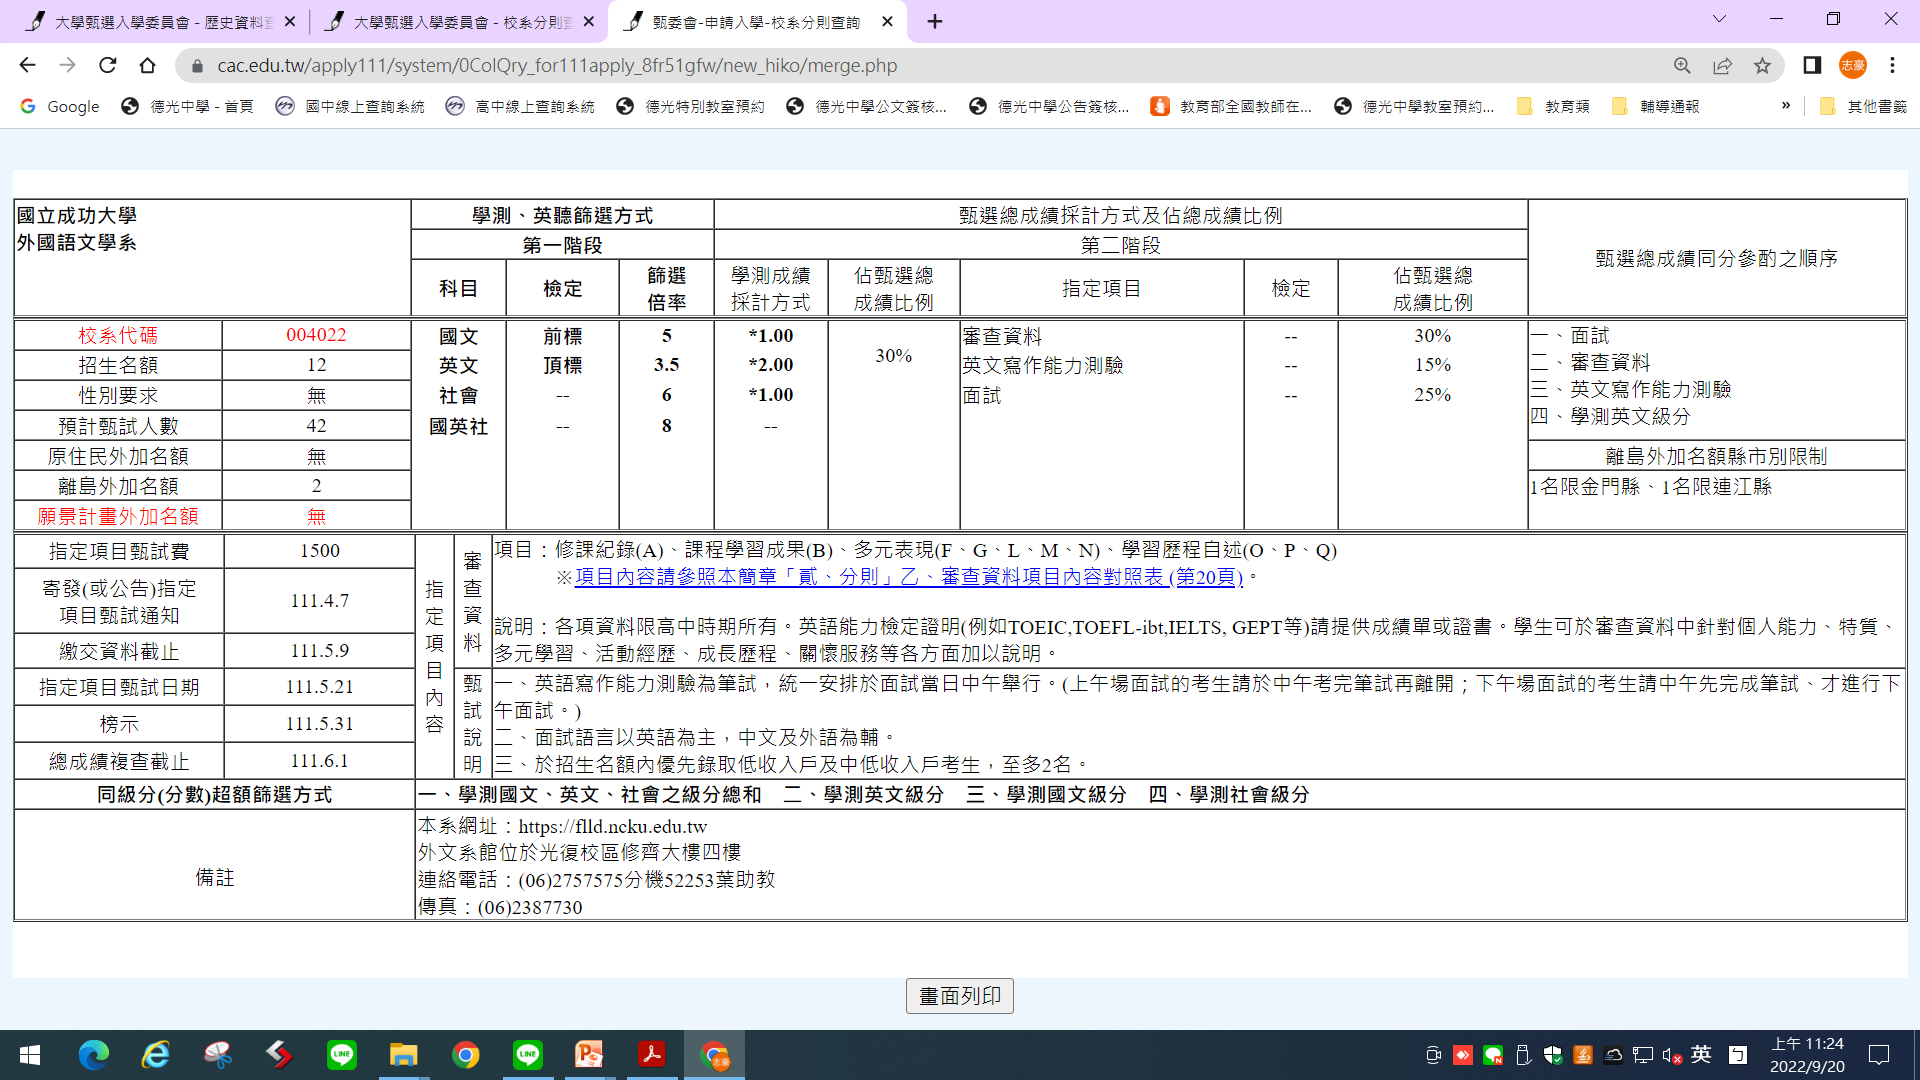 大學甄選入學委員會 - 歷史資料查
大學甄選入學委員會 - 校系分則查
甄委會-申請入學-校系分則查詢
cac.edu.tw/apply111/system/0ColQry_for111apply_8fr51gfw/new_hiko/merge.php
志豪
Google 德光中學 - 首頁 國中線上查詢系統 高中線上查詢系統 德光特別教室預約 德光中學公文簽核... 德光中學公告簽核... 教育部全國教師在... 德光中學教室預約... 教育類 輔導通報 » 其他書籤
國立成功大學
外國語文學系
學測、英聽篩選方式
甄選總成績採計方式及佔總成績比例
甄選總成績同分參酌之順序
第一階段
第二階段
科目
檢定
篩選
倍率
學測成績
採計方式
佔甄選總
成績比例
指定項目
檢定
佔甄選總
成績比例
校系代碼 004022
招生名額 12
性別要求 無
預計甄試人數 42
原住民外加名額 無
離島外加名額 2
願景計畫外加名額 無
國文 前標 5 *1.00
英文 頂標 3.5 *2.00
社會 -- 6 *1.00
國英社 -- 8 --
30%
審查資料 -- 30%
英文寫作能力測驗 -- 15%
面試 -- 25%
一、面試
二、審查資料
三、英文寫作能力測驗
四、學測英文級分
離島外加名額縣市別限制
1名限金門縣、1名限連江縣
指定項目甄試費 1500
寄發(或公告)指定
項目甄試通知
111.4.7
繳交資料截止 111.5.9
指定項目甄試日期 111.5.21
榜示 111.5.31
總成績複查截止 111.6.1
指定項目內容
審查資料
項目：修課紀錄(A)、課程學習成果(B)、多元表現(F、G、L、M、N)、學習歷程自述(O、P、Q)
※項目內容請參照本簡章「貳、分則」乙、審查資料項目內容對照表 (第20頁)。
說明：各項資料限高中時期所有。英語能力檢定證明(例如TOEIC,TOEFL-ibt,IELTS, GEPT等)請提供成績單或證書。學生可於審查資料中針對個人能力、特質、
多元學習、活動經歷、成長歷程、關懷服務等各方面加以說明。
甄試說明
一、英語寫作能力測驗為筆試，統一安排於面試當日中午舉行。(上午場面試的考生請於中午考完筆試再離開；下午場面試的考生請中午先完成筆試、才進行下
午面試。)
二、面試語言以英語為主，中文及外語為輔。
三、於招生名額內優先錄取低收入戶及中低收入戶考生，至多2名。
同級分(分數)超額篩選方式
一、學測國文、英文、社會之級分總和 二、學測英文級分 三、學測國文級分 四、學測社會級分
備註
本系網址：https://flld.ncku.edu.tw
外文系館位於光復校區修齊大樓四樓
連絡電話：(06)2757575分機52253葉助教
傳真：(06)2387730
畫面列印
英
上午 11:24
2022/9/20